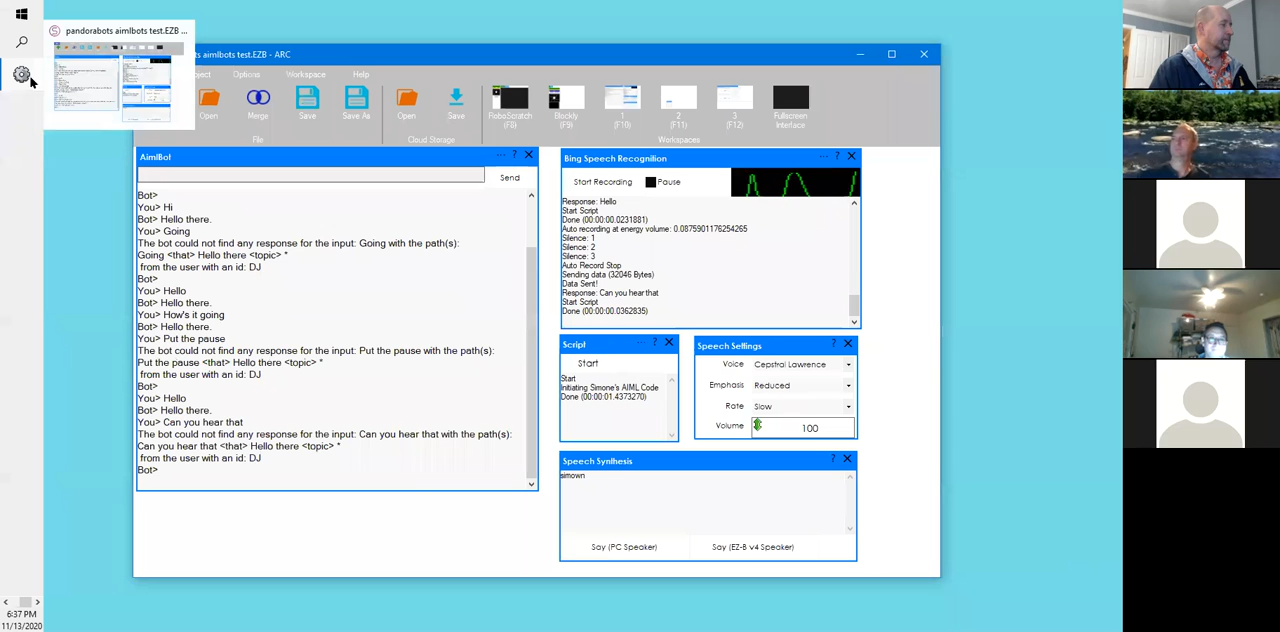 pandorabots aimlbots test.EZB ...
ts aimlbots test.EZB - ARC
oject Options Workspace Help
Open Merge Save Save As Open Save RoboScratch (F8) Blockly (F9) 1 (F10) 2 (F11) 3 (F12) Fullscreen Interface
File Cloud Storage Workspaces
AimlBot ... ?
Send
Bot>
You> Hi
Bot> Hello there.
You> Going
The bot could not find any response for the input: Going with the path(s):
Going <that> Hello there <topic> *
from the user with an id: DJ
Bot>
You> Hello
Bot> Hello there.
You> How's it going
Bot> Hello there.
You> Put the pause
The bot could not find any response for the input: Put the pause with the path(s):
Put the pause <that> Hello there <topic> *
from the user with an id: DJ
Bot>
You> Hello
Bot> Hello there.
You> Can you hear that
The bot could not find any response for the input: Can you hear that with the path(s):
Can you hear that <that> Hello there <topic> *
from the user with an id: DJ
Bot>
Bing Speech Recognition ... ?
Start Recording Pause
Response: Hello
Start Script
Done (00:00:00.0231881)
Auto recording at energy volume: 0.0875901176254265
Silence: 1
Silence: 2
Silence: 3
Auto Record Stop
Sending data (32046 Bytes)
Data Sent!
Response: Can you hear that
Start Script
Done (00:00:00.0362835)
Script ... ?
Start
Start
Initiating Simone's AIML Code
Done (00:00:01.4373270)
Speech Settings ?
Voice Cepstral Lawrence
Emphasis Reduced
Rate Slow
Volume 100
Speech Synthesis ?
simown
Say (PC Speaker) Say (EZ-B v4 Speaker)
6:37 PM
11/13/2020